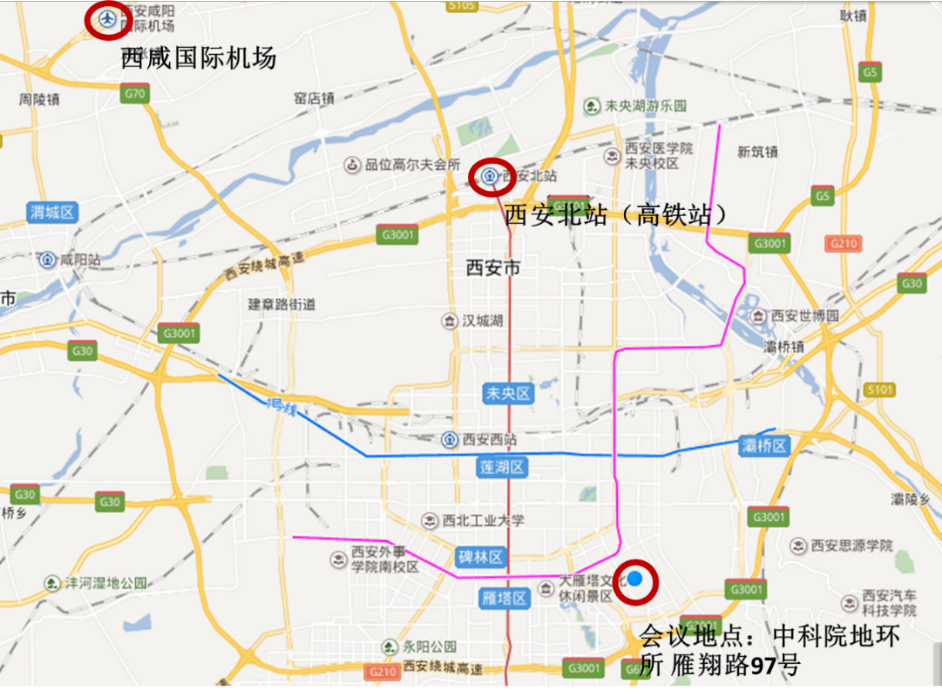 S105
西安咸阳
国际机场
西咸国际机场
耿镇
G5
周陵镇
G70
窑店镇
未央湖游乐园
西安医学院
未央校区
新筑镇
品位高尔夫会所
西安北站
G5
渭城区
西安北站（高铁站）
G3001
G3001
G210
咸阳站
西安绕城高速
西安市
G30
市
建章路街道
汉城湖
西安世博园
G3001
灞桥镇
G30
未央区
S101
1号线
西安西站
灞桥区
莲湖区
G30
G30
灞陵乡
桥乡
西北工业大学
G3001
西安外事
学院南校区
碑林区
西安思源学院
沣河湿地公园
大雁塔文化
休闲景区
雁塔区
G3001
西安汽车
科技学院
G3001
会议地点：中科院地环
所 雁翔路97号
永阳公园
G210
西安绕城高速
G3001